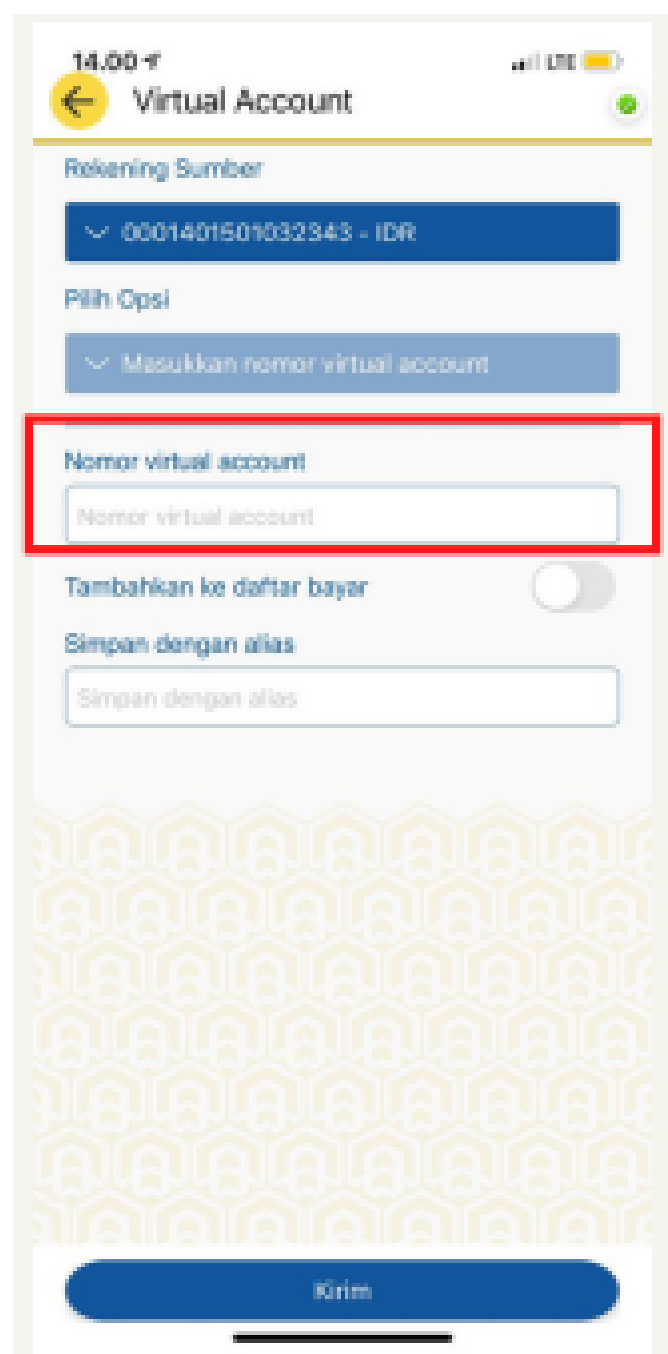 14.00
LTE
Virtual Account
Rekening Sumber
0001401501032343 - IDR
Pilih Opsi
Masukkan nomor virtual account
Nomor virtual account
Nomor virtual account
Tambahkan ke daftar bayar
Simpan dengan alias
Simpan dengan alias
Kirim